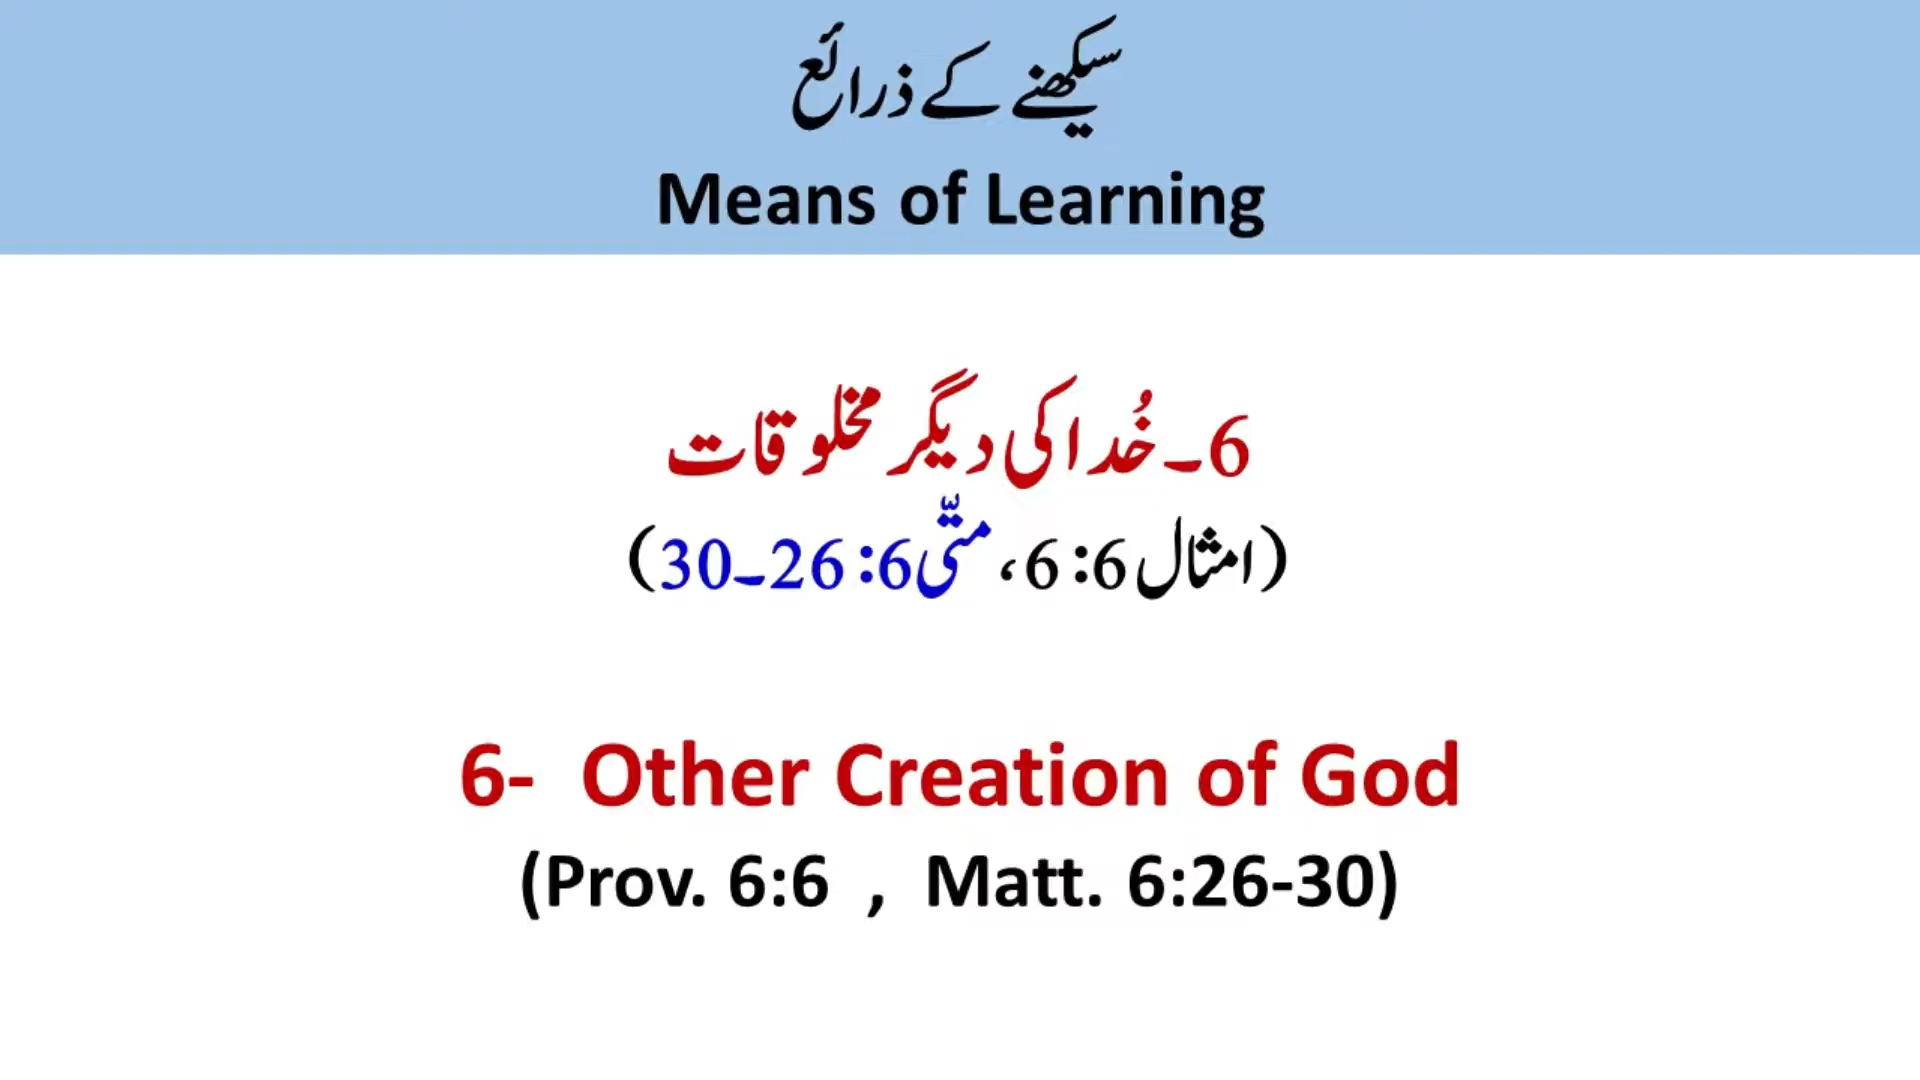 سیکھنے کے ذرائع
Means of Learning
6۔خُدا کی دیگر مخلوقات
(امثال 6:6، متّی 6:26۔30)
6- Other Creation of God
(Prov. 6:6 , Matt. 6:26-30)